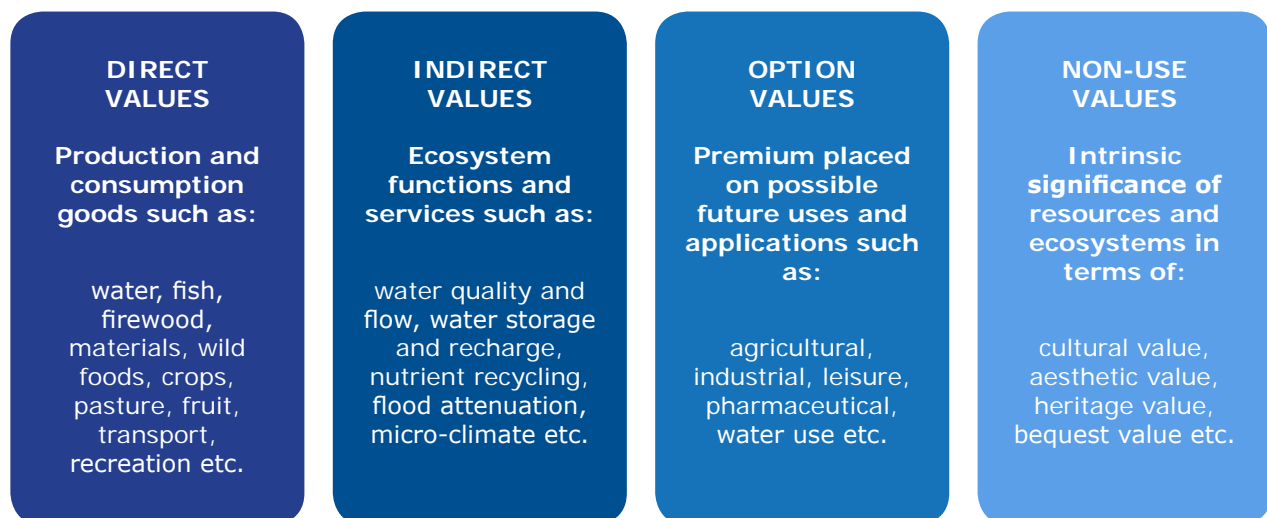 DIRECT
VALUES
Production and
consumption
goods such as:
water, fish,
firewood,
materials, wild
foods, crops,
pasture, fruit,
transport,
recreation etc.
INDIRECT
VALUES
Ecosystem
functions and
services such as:
water quality and
flow, water storage
and recharge,
nutrient recycling,
flood attenuation,
micro-climate etc.
OPTION
VALUES
Premium placed
on possible
future uses and
applications such
as:
agricultural,
industrial, leisure,
pharmaceutical,
water use etc.
NON-USE
VALUES
Intrinsic
significance of
resources and
ecosystems in
terms of:
cultural value,
aesthetic value,
heritage value,
bequest value etc.